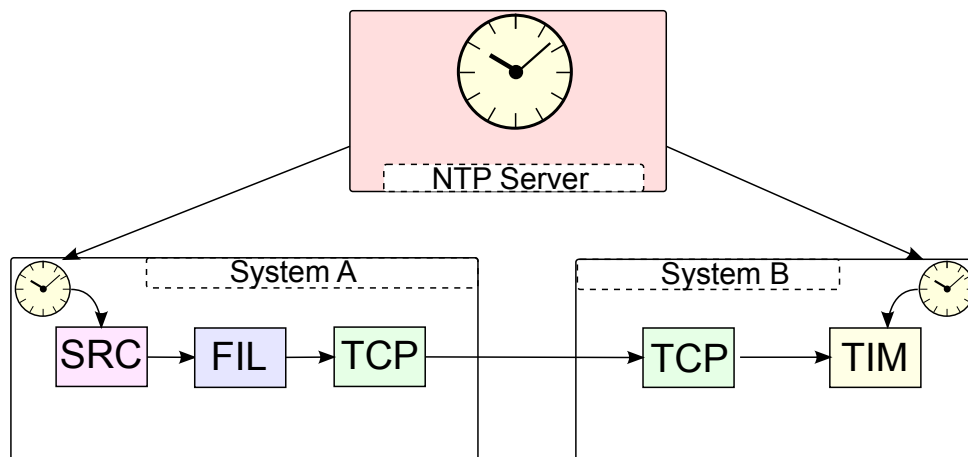 NTP Server
System A
System B
SRC
FIL
TCP
TCP
TIM